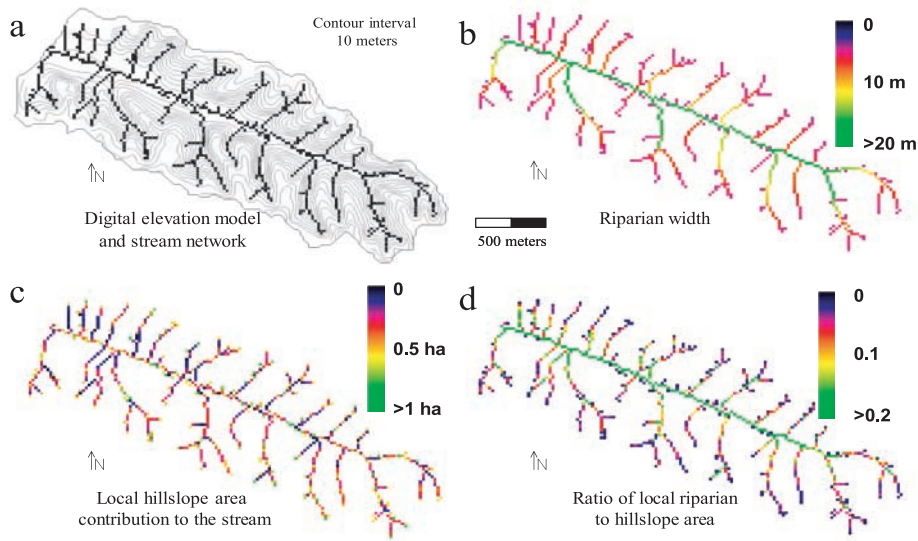 a
Contour interval
10 meters
N
Digital elevation model
and stream network
b
0
10 m
>20 m
N
Riparian width
500 meters
c
0
0.5 ha
>1 ha
N
Local hillslope area
contribution to the stream
d
0
0.1
>0.2
N
Ratio of local riparian
to hillslope area